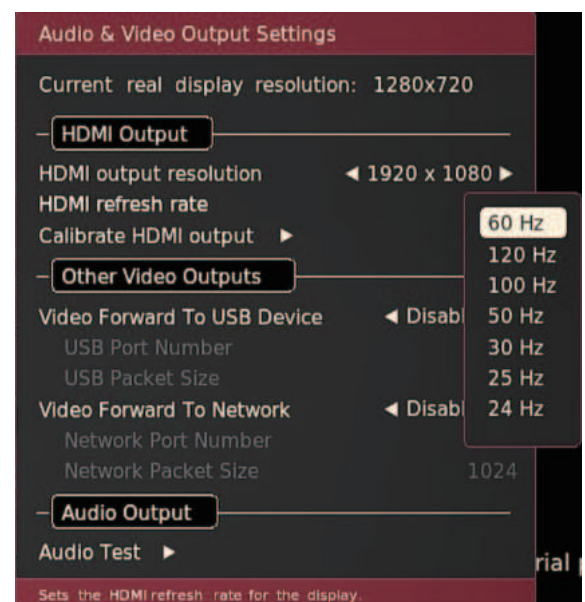 Audio & Video Output Settings
Current real display resolution: 1280x720
HDMI Output
HDMI output resolution ◀ 1920 x 1080 ▶
HDMI refresh rate
60 Hz
120 Hz
100 Hz
50 Hz
30 Hz
25 Hz
24 Hz
Calibrate HDMI output ▶
Other Video Outputs
Video Forward To USB Device ◀ Disabl
USB Port Number
USB Packet Size
Video Forward To Network ◀ Disabl
Network Port Number
Network Packet Size 1024
Audio Output
Audio Test ▶
rial
Sets the HDMI refresh rate for the display.